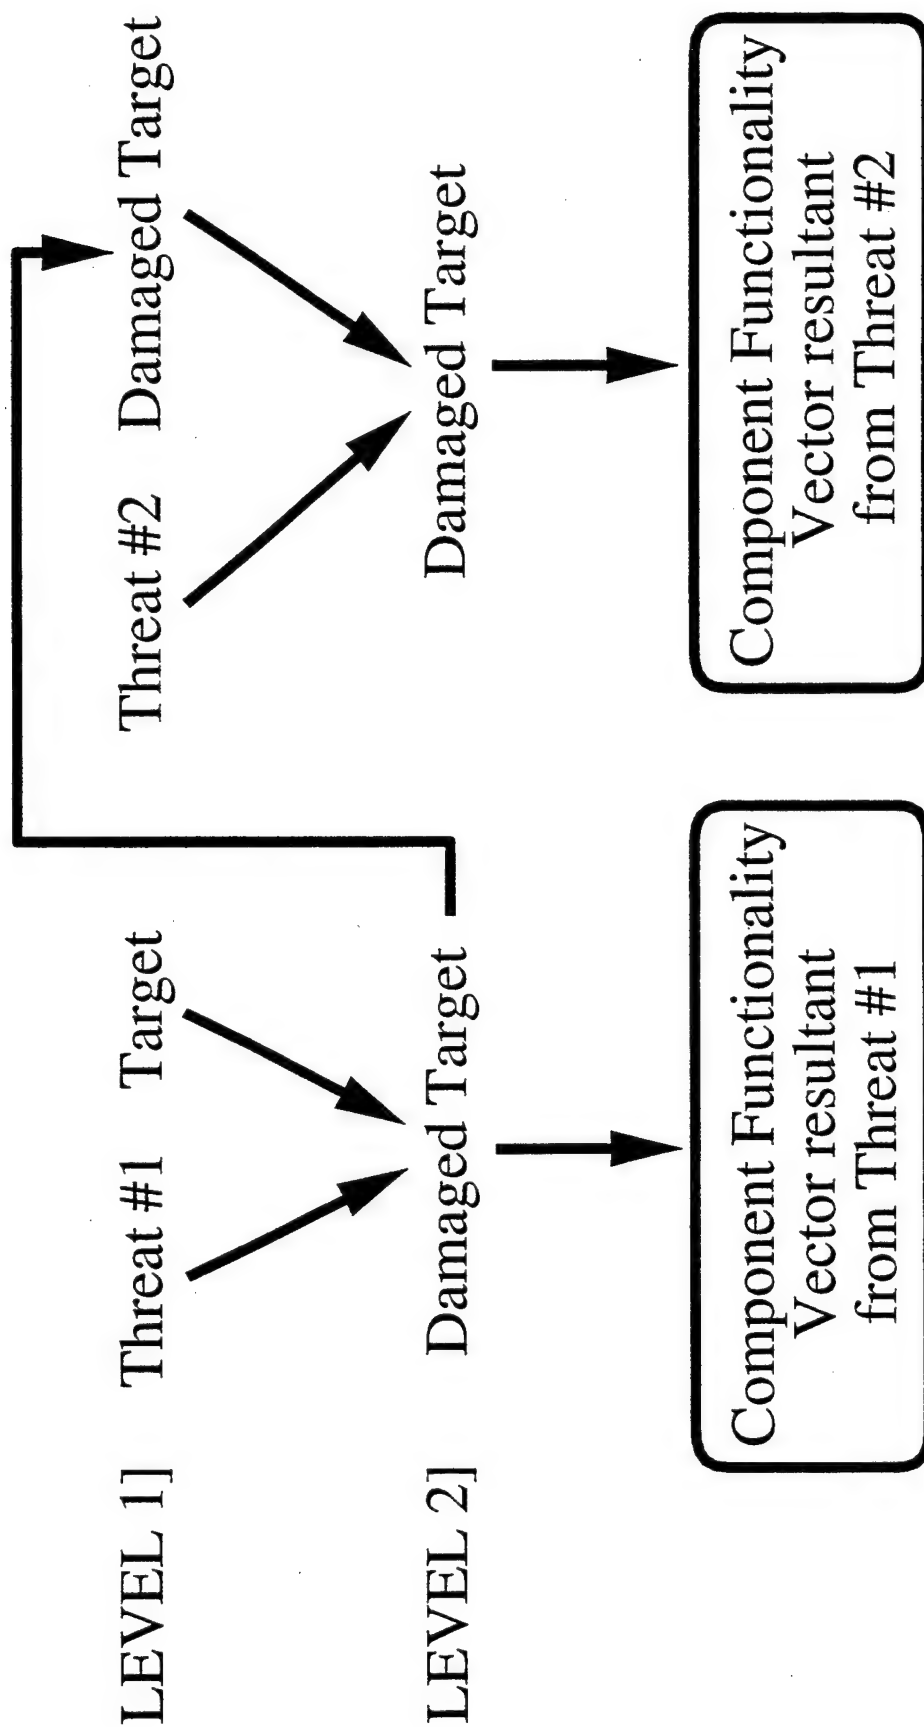 LEVEL 1] Threat #1 Target Threat #2 Damaged Target
LEVEL 2] Damaged Target Damaged Target
Component Functionality
Vector resultant
from Threat #1
Component Functionality
Vector resultant
from Threat #2